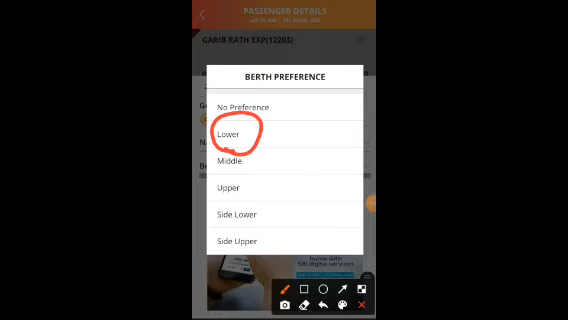 PASSENGER DETAILS
GARIB RATH EXP(12203)
BERTH PREFERENCE
No Preference
Lower
Middle
Upper
Side Lower
Side Upper
home with
SBI digital services